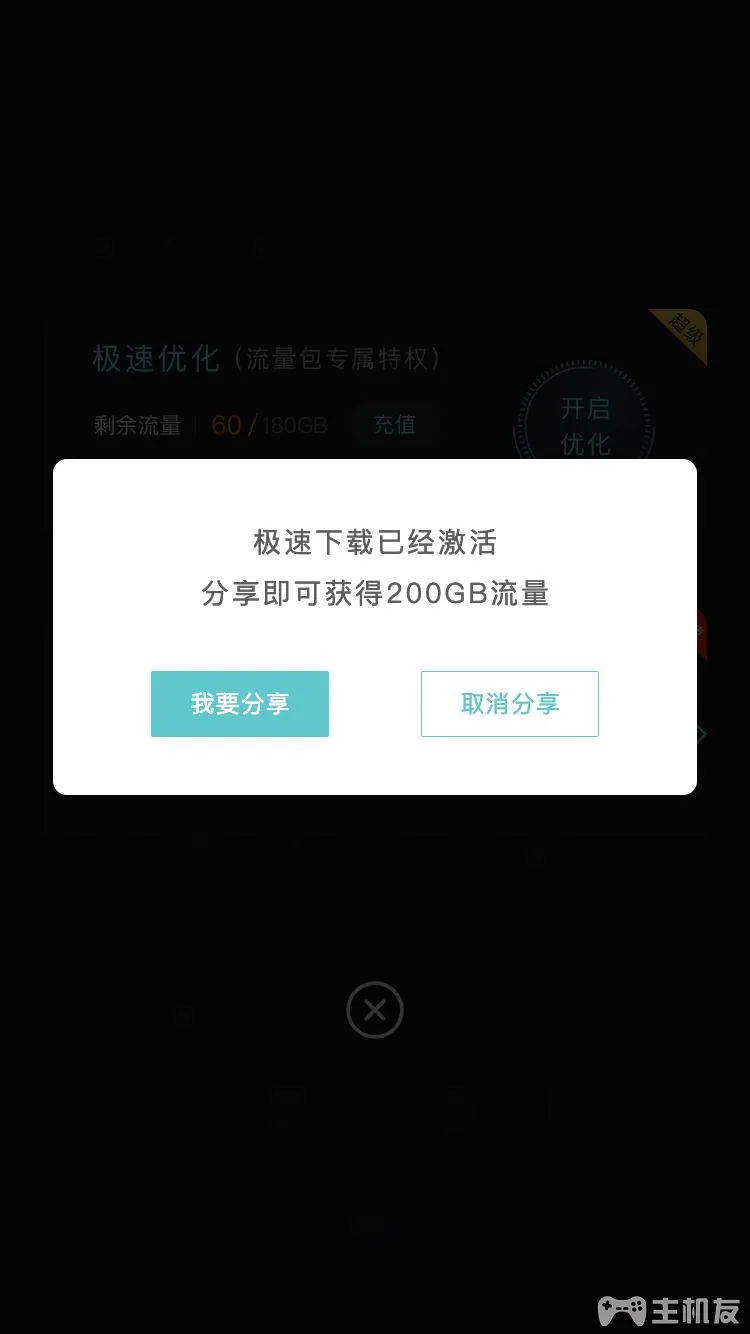 超级
极速优化（流量包专属特权）
剩余流量 | 60/180GB 充值
开启
优化
极速下载已经激活
分享即可获得200GB流量
我要分享 取消分享
主机友